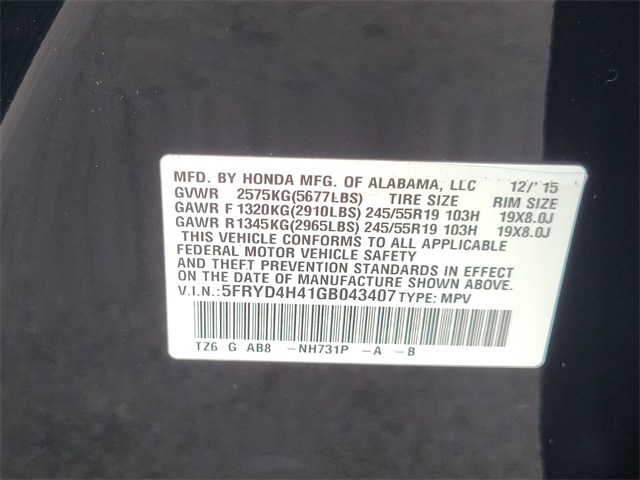 MFD. BY HONDA MFG. OF ALABAMA, LLC 12/'15
GVWR 2575KG(5677LBS) TIRE SIZE RIM SIZE
GAWR F 1320KG(2910LBS) 245/55R19 103H 19X8.0J
GAWR R1345KG(2965LBS) 245/55R19 103H 19X8.0J
THIS VEHICLE CONFORMS TO ALL APPLICABLE
FEDERAL MOTOR VEHICLE SAFETY
AND THEFT PREVENTION STANDARDS IN EFFECT
ON THE DATE OF MANUFACTURE SHOWN ABOVE.
V.I.N.:5FRYD4H41GB043407 TYPE: MPV
TZ6 G AB8 -NH731P -A -B